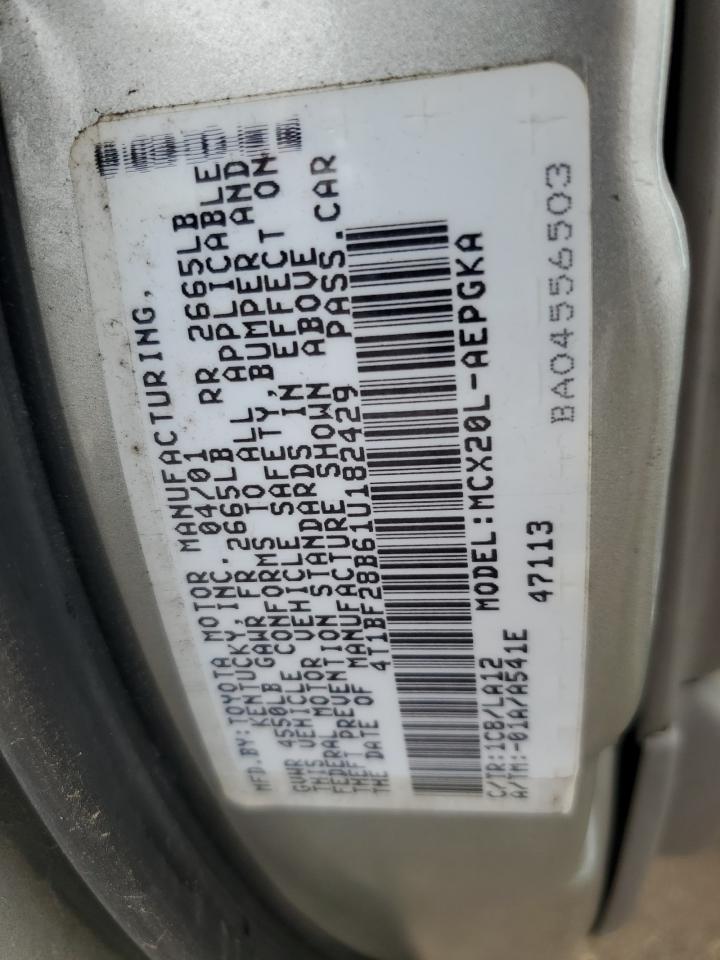 MFD.BY:TOYOTA MOTOR MANUFACTURING,
KENTUCKY,INC. 04/01
GVWR 4550LB GAWR FR 2665LB RR 2665LB
THIS VEHICLE CONFORMS TO ALL APPLICABLE
FEDERAL MOTOR VEHICLE SAFETY,BUMPER AND
THEFT PREVENTION STANDARDS IN EFFECT ON
THE DATE OF MANUFACTURE SHOWN ABOVE
4T1BF28B61U182429 PASS.CAR
MODEL:MCX20L-AEPGKA
C/TR:1C8/LA12
A/TM:-01A/A541E 47113
BA04556503